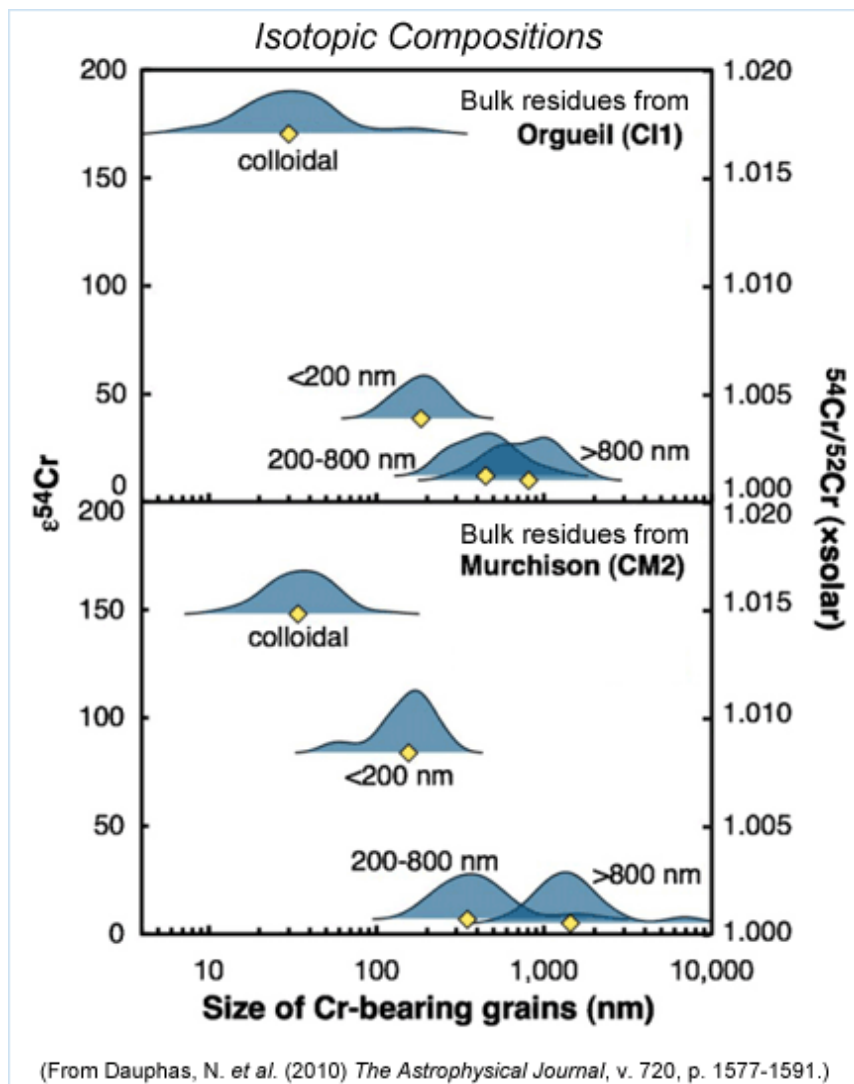 Isotopic Compositions
200
150
100
50
0
1.020
1.015
1.010
1.005
1.000
Bulk residues from
Orgueil (CI1)
colloidal
<200 nm
200-800 nm
>800 nm
ε54Cr
54Cr/52Cr (×solar)
200
150
100
50
0
1.020
1.015
1.010
1.005
1.000
Bulk residues from
Murchison (CM2)
colloidal
<200 nm
200-800 nm
>800 nm
10
100
1,000
10,000
Size of Cr-bearing grains (nm)
(From Dauphas, N. et al. (2010) The Astrophysical Journal, v. 720, p. 1577-1591.)